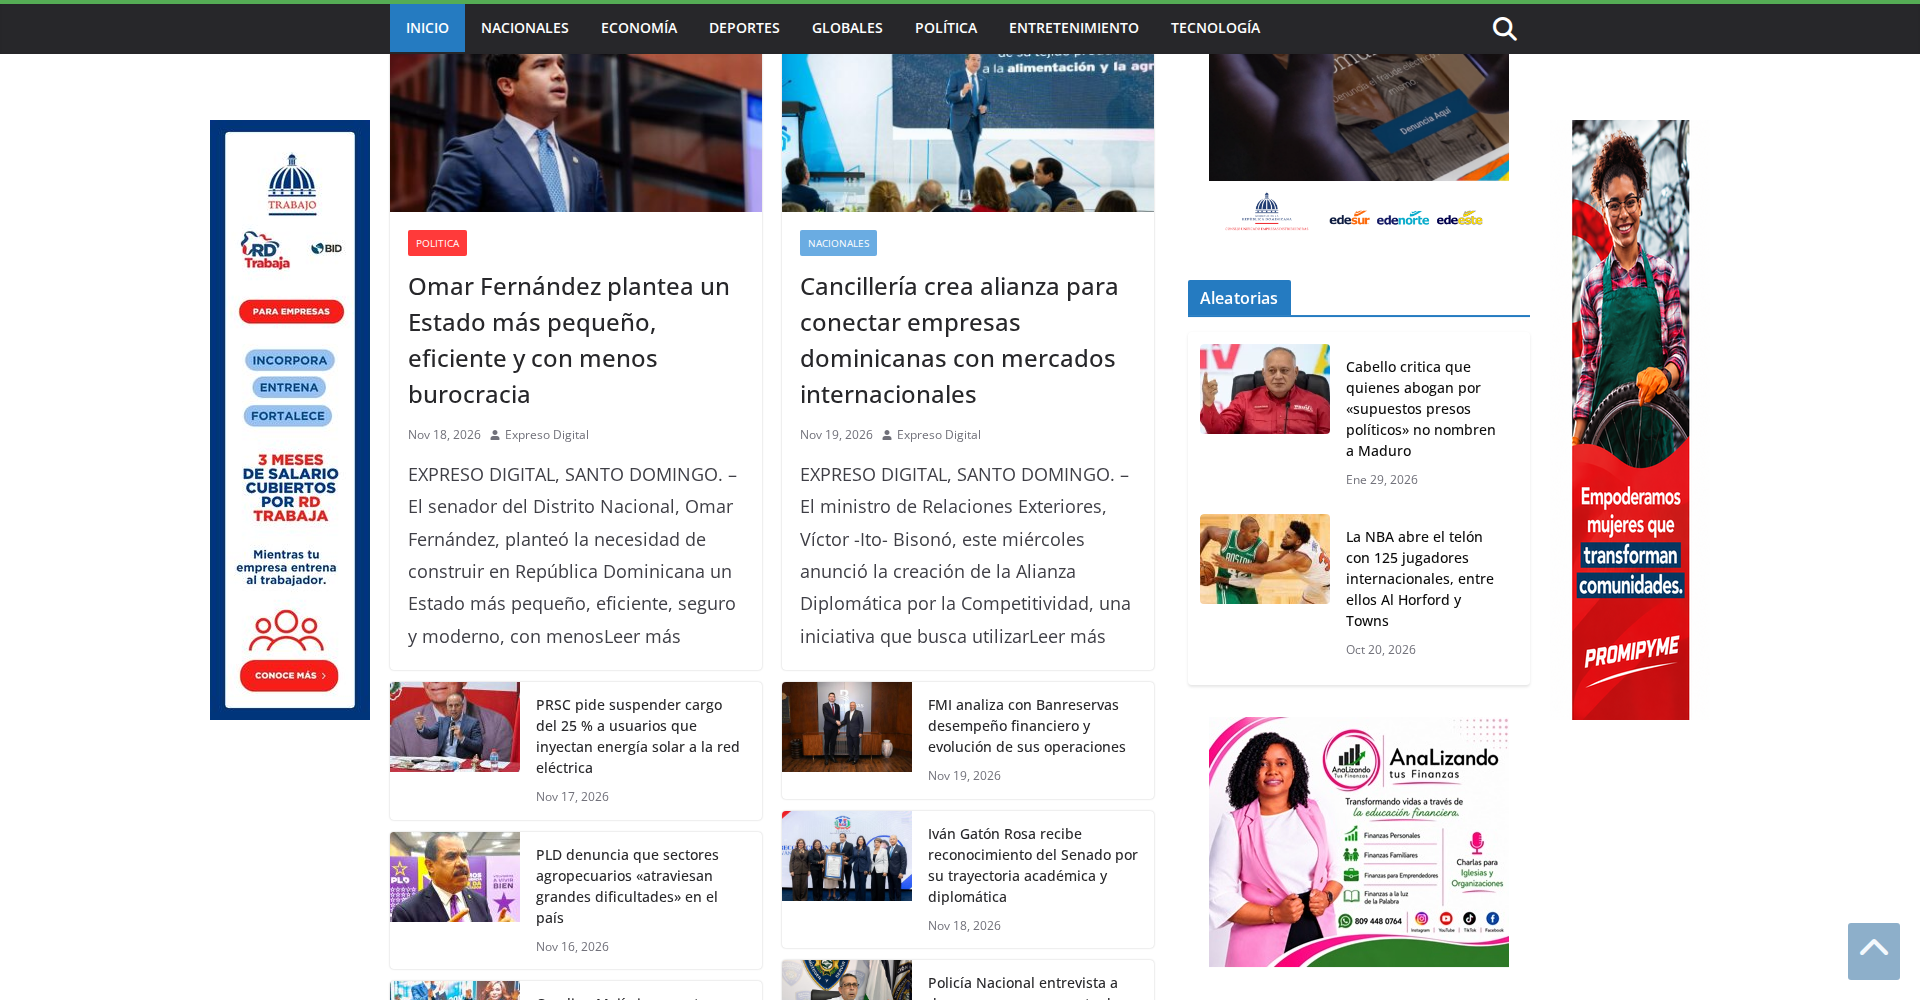 INICIO
NACIONALES
ECONOMÍA
DEPORTES
GLOBALES
POLÍTICA
ENTRETENIMIENTO
TECNOLOGÍA
TRABAJO
RD Trabaja
BID
PARA EMPRESAS
INCORPORA
ENTRENA
FORTALECE
3 MESES
DE SALARIO
CUBIERTOS
POR RD
TRABAJA
Mientras tu
empresa entrena
al trabajador.
CONOCE MÁS >
POLITICA
Omar Fernández plantea un
Estado más pequeño,
eficiente y con menos
burocracia
Nov 18, 2026 Expreso Digital
EXPRESO DIGITAL, SANTO DOMINGO. –
El senador del Distrito Nacional, Omar
Fernández, planteó la necesidad de
construir en República Dominicana un
Estado más pequeño, eficiente, seguro
y moderno, con menosLeer más
PRSC pide suspender cargo
del 25 % a usuarios que
inyectan energía solar a la red
eléctrica
Nov 17, 2026
PLD
PLD denuncia que sectores
agropecuarios «atraviesan
grandes dificultades» en el
país
Nov 16, 2026
a la alimentación y la agr
NACIONALES
Cancillería crea alianza para
conectar empresas
dominicanas con mercados
internacionales
Nov 19, 2026 Expreso Digital
EXPRESO DIGITAL, SANTO DOMINGO. –
El ministro de Relaciones Exteriores,
Víctor -Ito- Bisonó, este miércoles
anunció la creación de la Alianza
Diplomática por la Competitividad, una
iniciativa que busca utilizarLeer más
FMI analiza con Banreservas
desempeño financiero y
evolución de sus operaciones
Nov 19, 2026
Iván Gatón Rosa recibe
reconocimiento del Senado por
su trayectoria académica y
diplomática
Nov 18, 2026
Policía Nacional entrevista a
Denuncia el fraude eléctrico
mismo
Denuncia Aquí
edesur edenorte edeeste
Aleatorias
Cabello critica que
quienes abogan por
«supuestos presos
políticos» no nombren
a Maduro
Ene 29, 2026
La NBA abre el telón
con 125 jugadores
internacionales, entre
ellos Al Horford y
Towns
Oct 20, 2026
AnaLizando
Tus Finanzas
AnaLizando
tus Finanzas
Transformando vidas a través de
la educación financiera.
Finanzas Personales
Finanzas Familiares
Finanzas para Emprendedores
Finanzas a la luz
de la Palabra
Charlas para
Iglesias y
Organizaciones
809 448 0764
Instagram
YouTube
TikTok
Facebook
Empoderamos
mujeres que
transforman
comunidades.
PROMIPYME